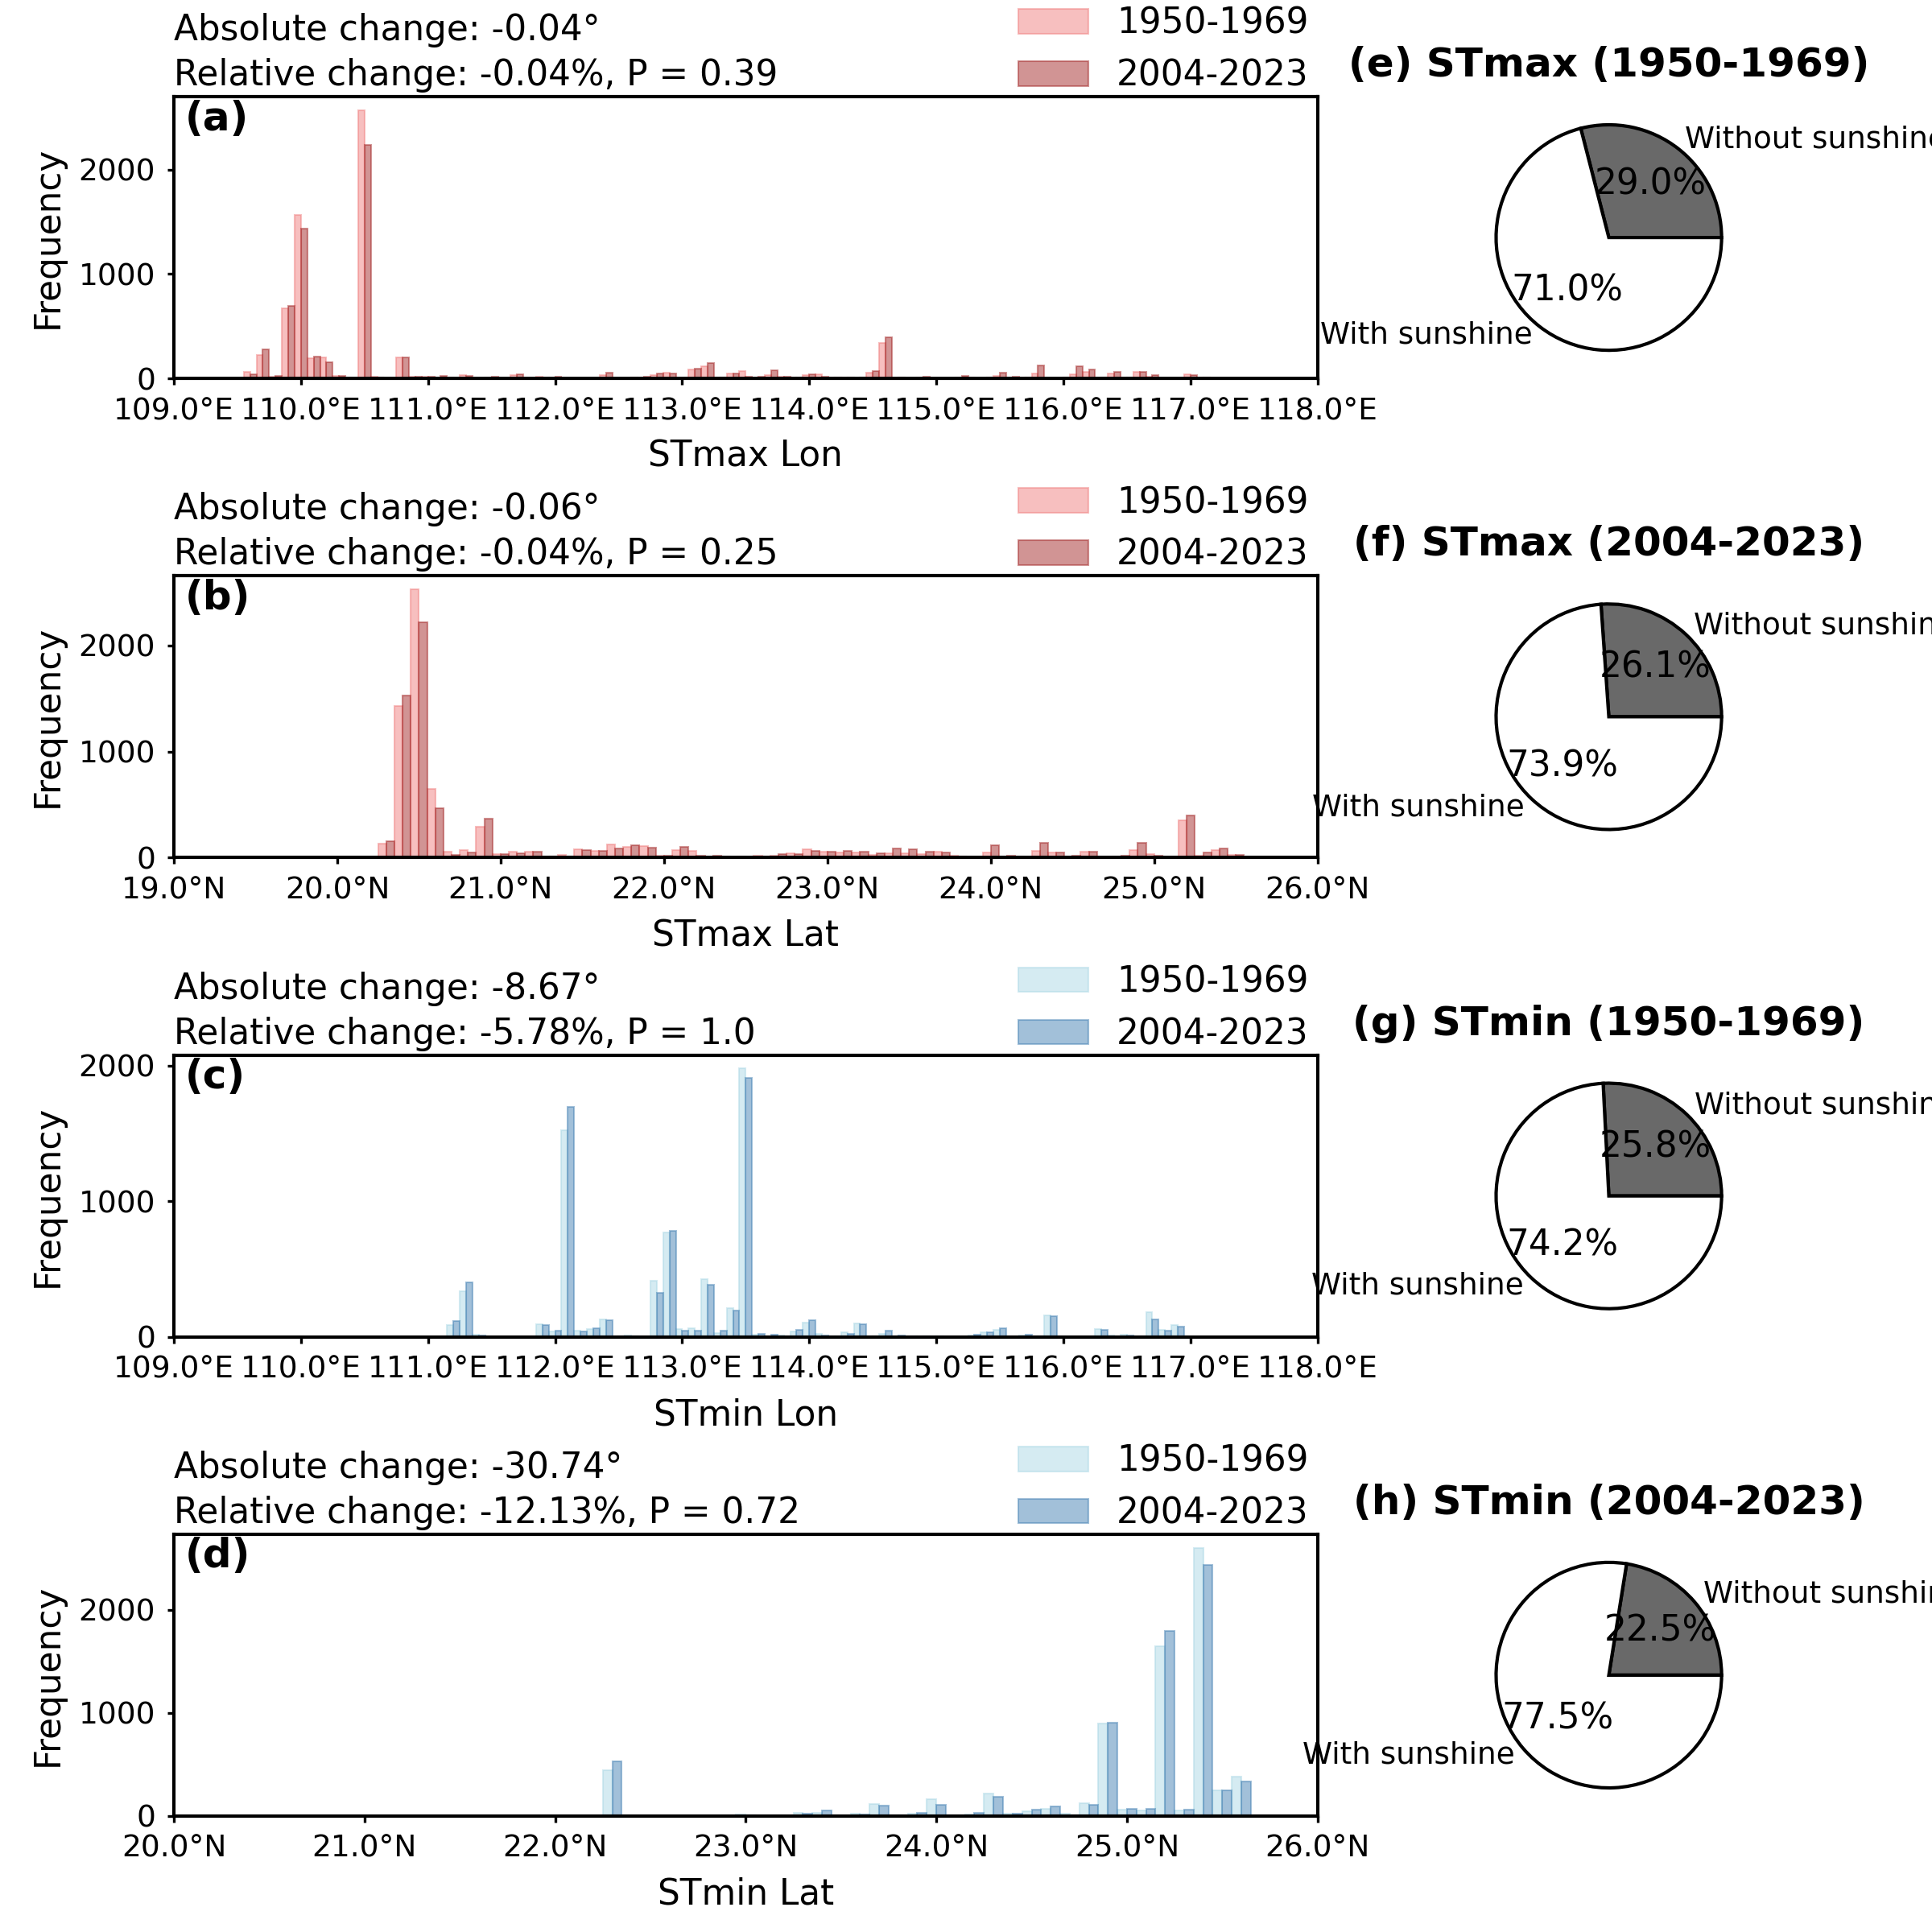 Absolute change: -0.04°
Relative change: -0.04%, P = 0.39
1950-1969
2004-2023
(a)
Frequency
2000
1000
0
109.0°E 110.0°E 111.0°E 112.0°E 113.0°E 114.0°E 115.0°E 116.0°E 117.0°E 118.0°E
STmax Lon
(e) STmax (1950-1969)
Without sunshine
29.0%
71.0%
With sunshine
Absolute change: -0.06°
Relative change: -0.04%, P = 0.25
1950-1969
2004-2023
(b)
Frequency
2000
1000
0
19.0°N 20.0°N 21.0°N 22.0°N 23.0°N 24.0°N 25.0°N 26.0°N
STmax Lat
(f) STmax (2004-2023)
Without sunshin
26.1%
73.9%
With sunshine
Absolute change: -8.67°
Relative change: -5.78%, P = 1.0
1950-1969
2004-2023
(c)
Frequency
2000
1000
0
109.0°E 110.0°E 111.0°E 112.0°E 113.0°E 114.0°E 115.0°E 116.0°E 117.0°E 118.0°E
STmin Lon
(g) STmin (1950-1969)
Without sunshin
25.8%
74.2%
With sunshine
Absolute change: -30.74°
Relative change: -12.13%, P = 0.72
1950-1969
2004-2023
(d)
Frequency
2000
1000
0
20.0°N 21.0°N 22.0°N 23.0°N 24.0°N 25.0°N 26.0°N
STmin Lat
(h) STmin (2004-2023)
Without sunshi
22.5%
77.5%
With sunshine